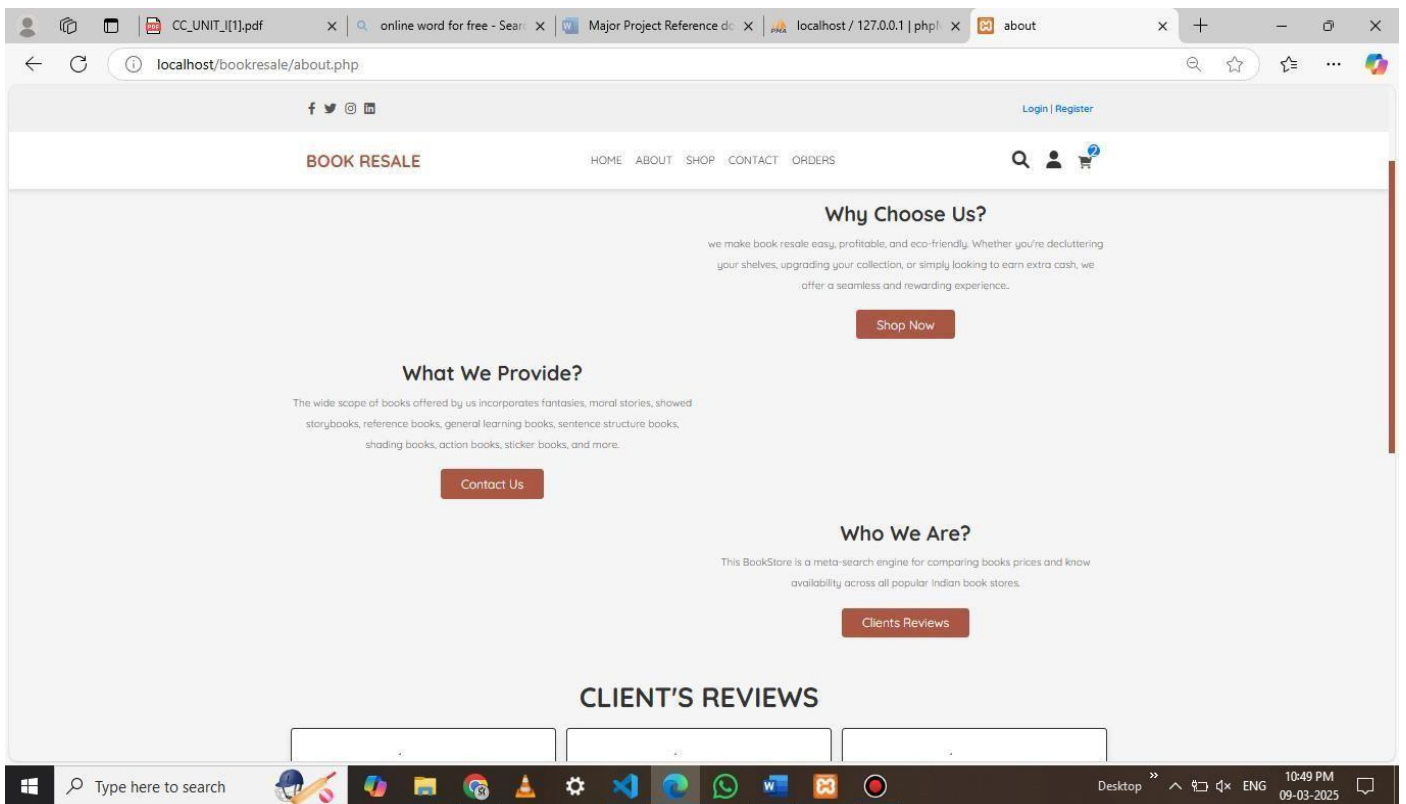 CC_UNIT_I[1].pdf
online word for free - Sear
Major Project Reference do
localhost / 127.0.0.1 | php
about
localhost/bookresale/about.php
Login | Register
BOOK RESALE
HOME ABOUT SHOP CONTACT ORDERS
2
Why Choose Us?
we make book resale easy, profitable, and eco-friendly. Whether you're decluttering
your shelves, upgrading your collection, or simply looking to earn extra cash, we
offer a seamless and rewarding experience..
Shop Now
What We Provide?
The wide scope of books offered by us incorporates fantasies, moral stories, showed
storybooks, reference books, general learning books, sentence structure books,
shading books, action books, sticker books, and more.
Contact Us
Who We Are?
This BookStore is a meta-search engine for comparing books prices and know
availability across all popular Indian book stores.
Clients Reviews
CLIENT'S REVIEWS
Type here to search
Desktop
ENG
10:49 PM
09-03-2025